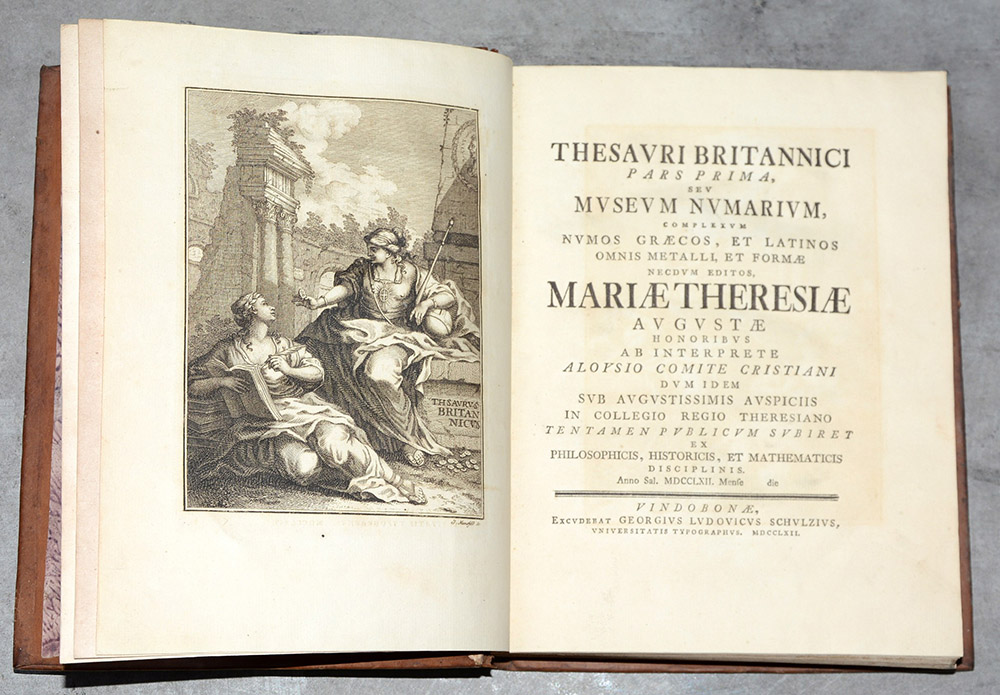 THSAURUS
BRITAN
NICUS
THESAVRI BRITANNICI
PARS PRIMA,
SEV
MVSEVM NVMARIVM,
COMPLEXVM
NVMOS GRÆCOS, ET LATINOS
OMNIS METALLI, ET FORMÆ
NECDVM EDITOS,
MARIÆ THERESIÆ
AVGVSTÆ
HONORIBVS
AB INTERPRETE
ALOYSIO COMITE CRISTIANI
DVM IDEM
SVB AVGVSTISSIMIS AVSPICIIS
IN COLLEGIO REGIO THERESIANO
TENTAMEN PVBLICVM SVBIRET
EX
PHILOSOPHICIS, HISTORICIS, ET MATHEMATICIS
DISCIPLINIS.
Anno Sal. MDCCLXII. Menſe die
VINDOBONÆ,
EXCVDEBAT GEORGIVS LVDOVICVS SCHVLZIVS,
VNIVERSITATIS TYPOGRAPHVS. MDCCLXII.